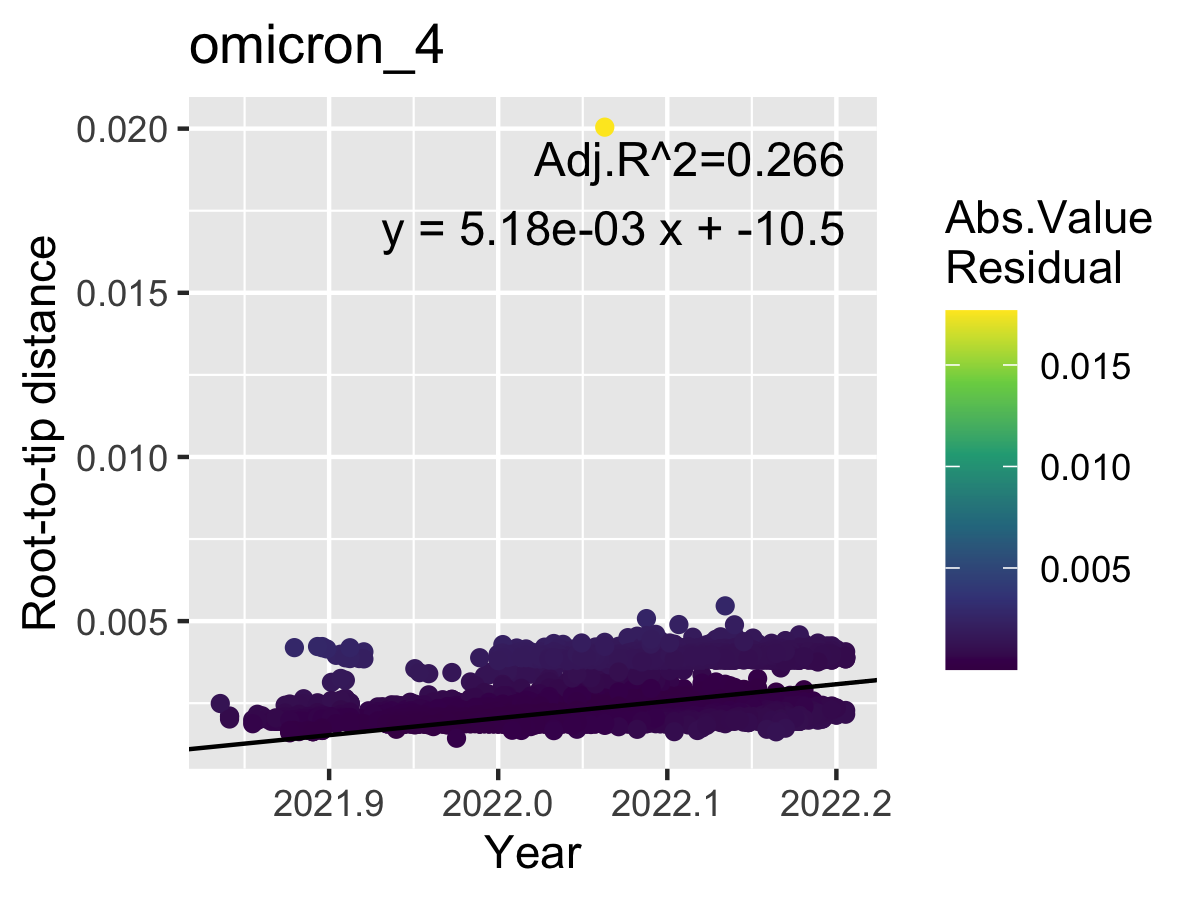 omicron_4
Adj.R^2=0.266
y = 5.18e-03 x + -10.5
0.020
0.015
0.010
0.005
Root-to-tip distance
2021.9
2022.0
2022.1
2022.2
Year
Abs.Value
Residual
0.015
0.010
0.005